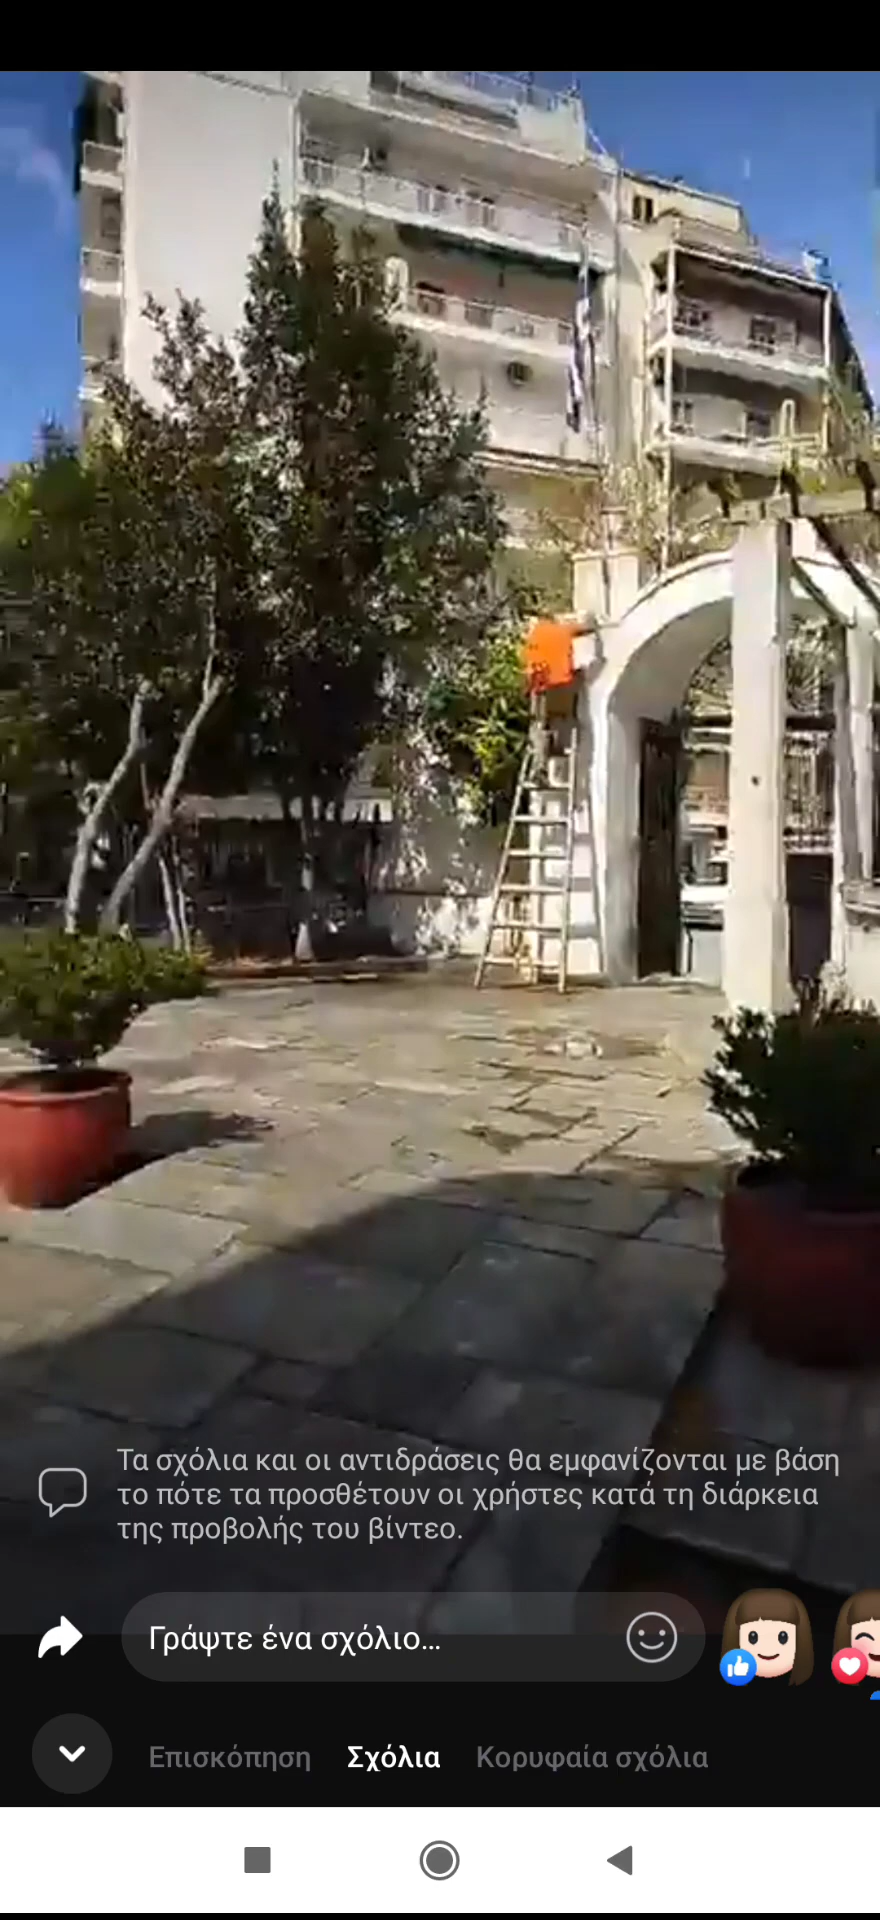 Τα σχόλια και οι αντιδράσεις θα εμφανίζονται με βάση
το πότε τα προσθέτουν οι χρήστες κατά τη διάρκεια
της προβολής του βίντεο.
Γράψτε ένα σχόλιο...
Επισκόπηση Σχόλια Κορυφαία σχόλια